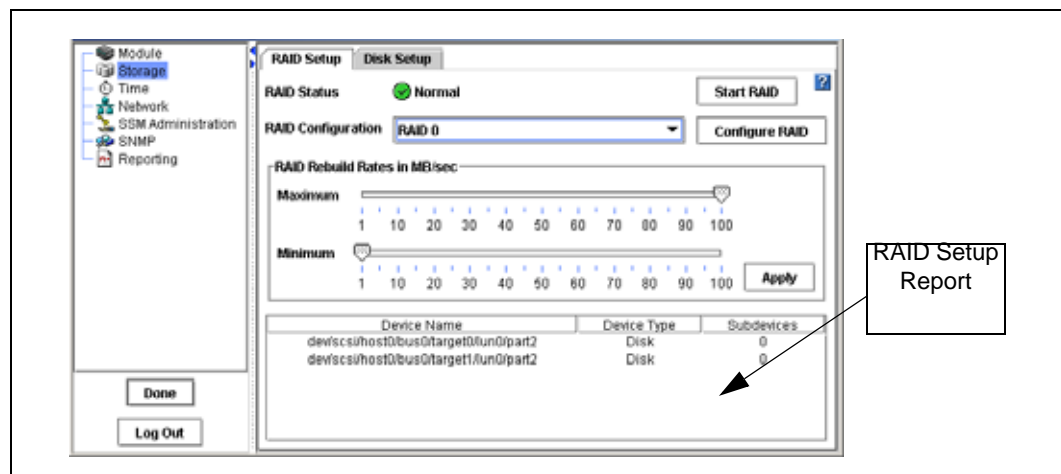 Module
Storage
Time
Network
SSM Administration
SNMP
Reporting
Done
Log Out
RAID Setup
Disk Setup
RAID Status
Normal
Start RAID
?
RAID Configuration
RAID 0
Configure RAID
RAID Rebuild Rates in MB/sec
Maximum
1 10 20 30 40 50 60 70 80 90 100
Minimum
1 10 20 30 40 50 60 70 80 90 100
Apply
Device Name Device Type Subdevices
dev/scsi/host0/bus0/target0/lun0/part2 Disk 0
dev/scsi/host0/bus0/target1/lun0/part2 Disk 0
RAID Setup
Report